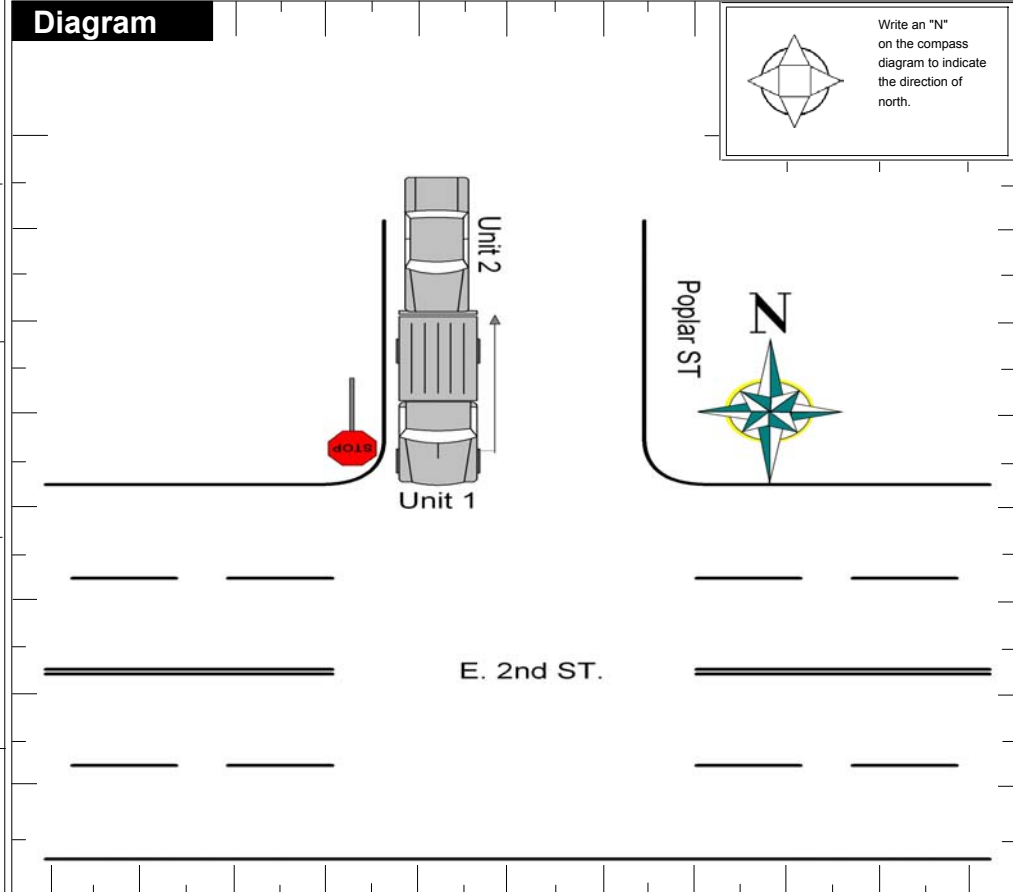 Diagram
Write an "N"
on the compass
diagram to indicate
the direction of
north.
Unit 2
Poplar ST
N
STOP
Unit 1
E. 2nd ST.